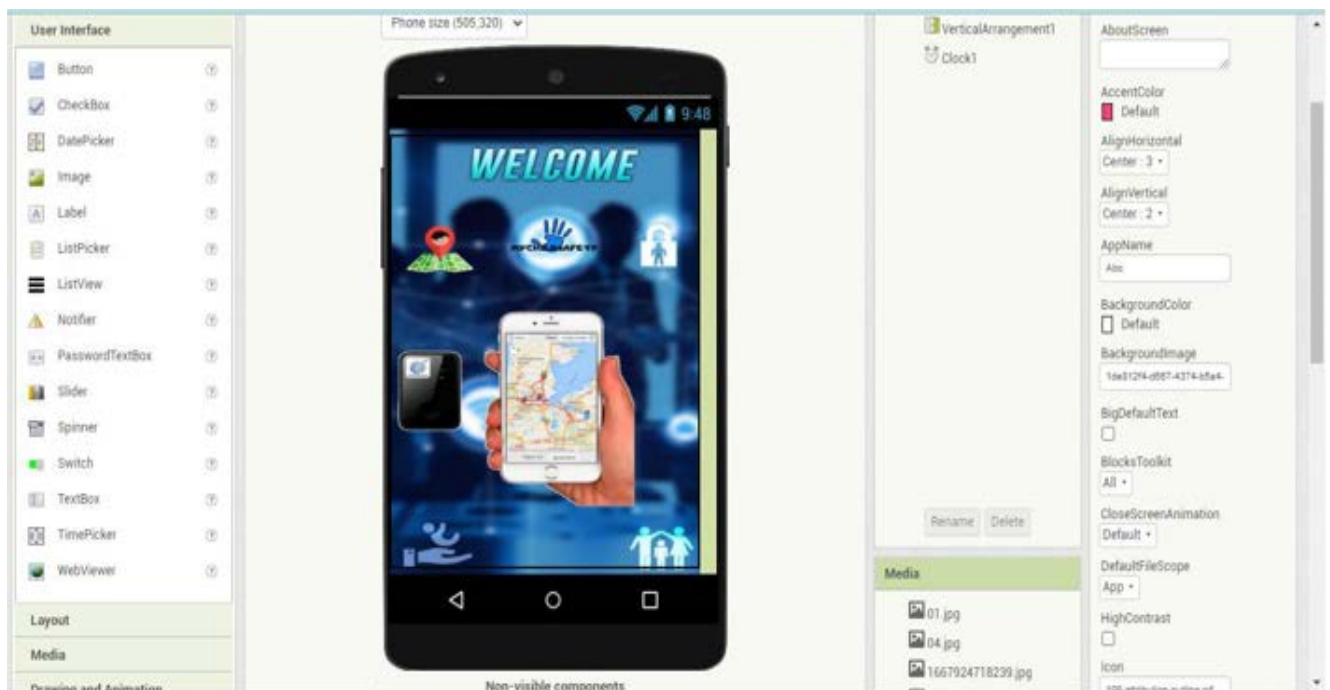 User Interface
Button
CheckBox
DatePicker
Image
Label
ListPicker
ListView
Notifier
PasswordTextBox
Slider
Spinner
Switch
TextBox
TimePicker
WebViewer
Layout
Media
Drawing and Animation
Phone size (505,320)
9:48
WELCOME
Non-visible components
VerticalArrangement1
Clock1
Rename Delete
Media
01.jpg
04.jpg
1667924718239.jpg
AboutScreen
AccentColor
Default
AlignHorizontal
Center : 3
AlignVertical
Center : 2
AppName
BackgroundColor
Default
BackgroundImage
BigDefaultText
BlocksToolkit
All
CloseScreenAnimation
Default
DefaultFileScope
App
HighContrast
Icon